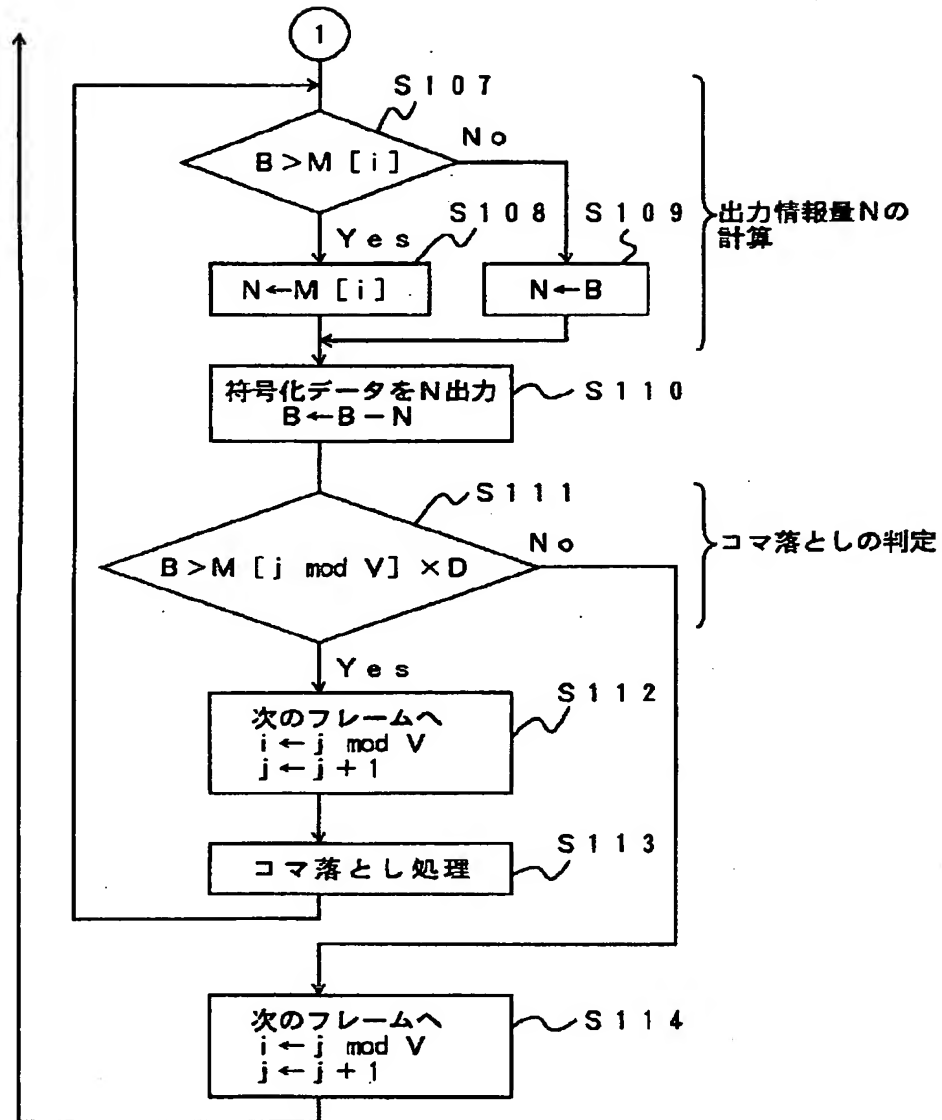 1
S107
B>M[i]
No
Yes
S108
S109
出力情報量Nの
計算
N←M[i]
N←B
符号化データをN出力
B←B－N
S110
S111
B>M[j mod V]×D
No
コマ落としの判定
Yes
S112
次のフレームへ
i←j mod V
j←j+1
S113
コマ落とし処理
次のフレームへ
i←j mod V
j←j+1
S114